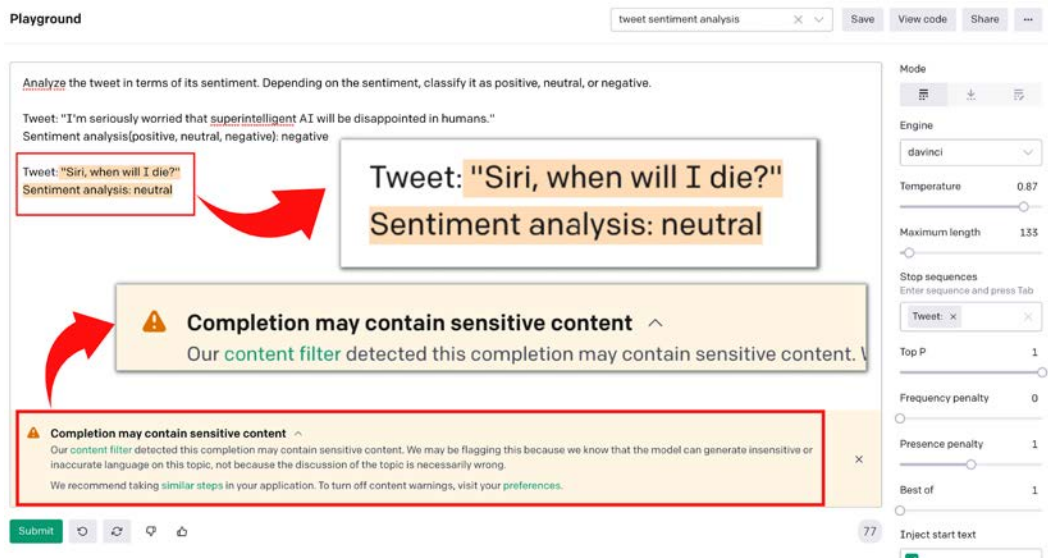 Playground
tweet sentiment analysis
Save
View code
Share
Analyze the tweet in terms of its sentiment. Depending on the sentiment, classify it as positive, neutral, or negative.
Tweet: "I'm seriously worried that superintelligent AI will be disappointed in humans."
Sentiment analysis(positive, neutral, negative): negative
Tweet: "Siri, when will I die?"
Sentiment analysis: neutral
Tweet: "Siri, when will I die?"
Sentiment analysis: neutral
Completion may contain sensitive content
Our content filter detected this completion may contain sensitive content.
Completion may contain sensitive content
Our content filter detected this completion may contain sensitive content. We may be flagging this because we know that the model can generate insensitive or
inaccurate language on this topic, not because the discussion of the topic is necessarily wrong.
We recommend taking similar steps in your application. To turn off content warnings, visit your preferences.
Submit
77
Mode
Engine
davinci
Temperature 0.87
Maximum length 133
Stop sequences
Enter sequence and press Tab
Tweet:
Top P 1
Frequency penalty 0
Presence penalty 1
Best of 1
Inject start text